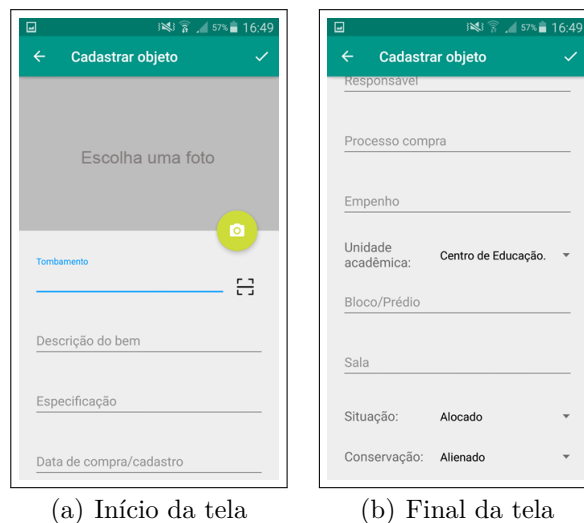 57% 16:49
Cadastrar objeto
Escolha uma foto
Tombamento
Descrição do bem
Especificação
Data de compra/cadastro
(a) Início da tela
57% 16:49
Cadastrar objeto
Responsável
Processo compra
Empenho
Unidade
acadêmica: Centro de Educação.
Bloco/Prédio
Sala
Situação: Alocado
Conservação: Alienado
(b) Final da tela